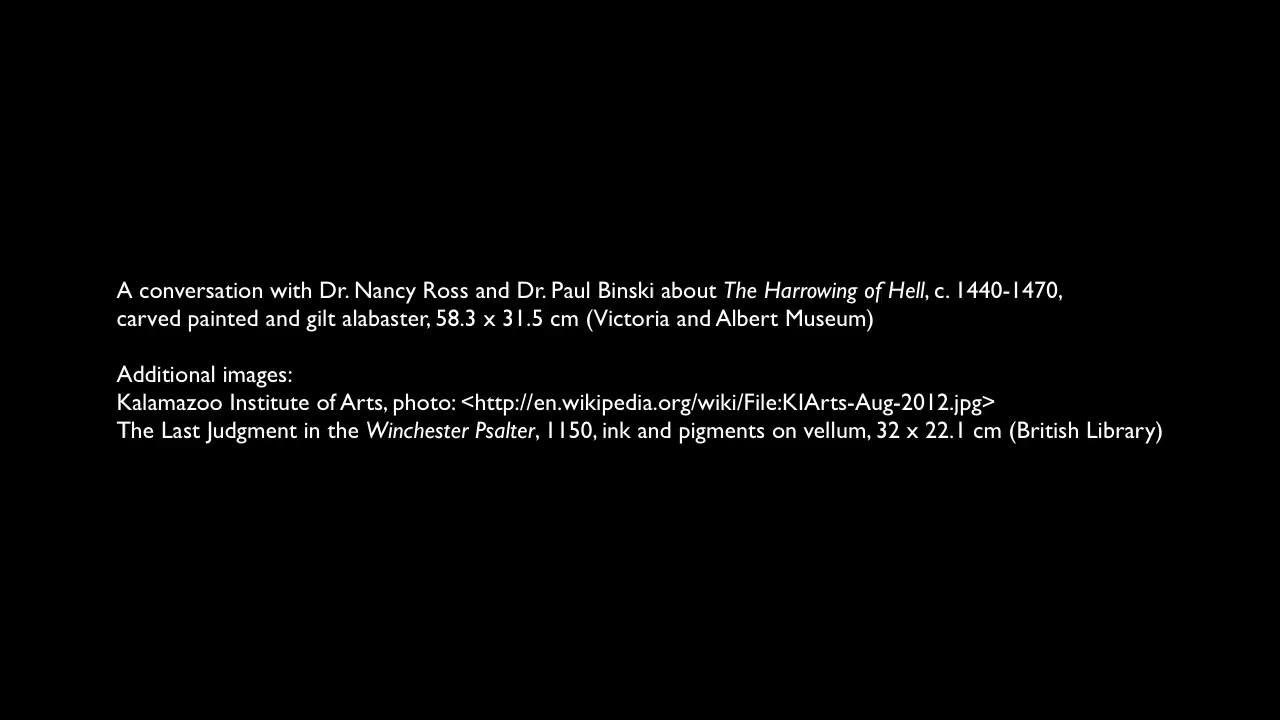 A conversation with Dr. Nancy Ross and Dr. Paul Binski about The Harrowing of Hell, c. 1440-1470,
carved painted and gilt alabaster, 58.3 x 31.5 cm (Victoria and Albert Museum)
Additional images:
Kalamazoo Institute of Arts, photo: <http://en.wikipedia.org/wiki/File:KIArts-Aug-2012.jpg>
The Last Judgment in the Winchester Psalter, 1150, ink and pigments on vellum, 32 x 22.1 cm (British Library)